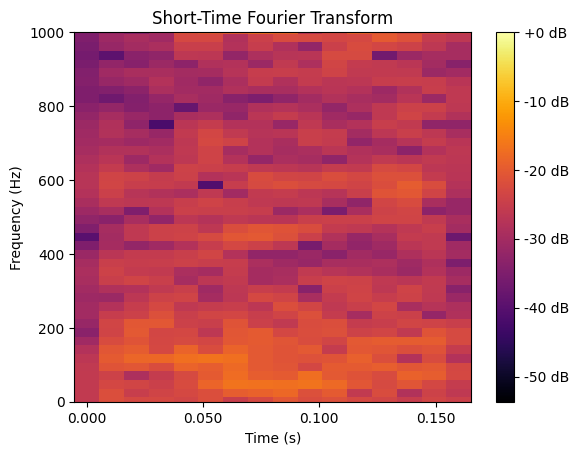 Short-Time Fourier Transform
1000
800
600
400
200
0
Frequency (Hz)
0.000
0.050
0.100
0.150
Time (s)
+0 dB
-10 dB
-20 dB
-30 dB
-40 dB
-50 dB